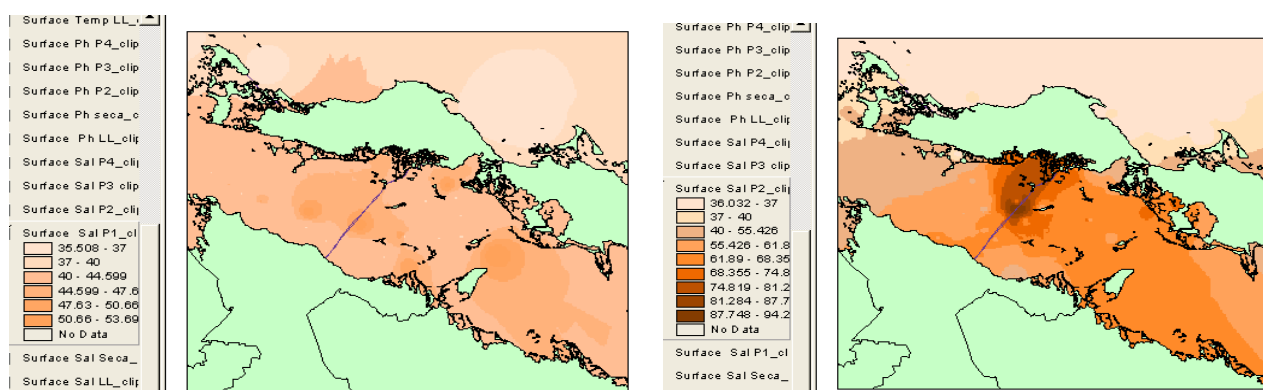 Surface Temp LL_
Surface Ph P4_clip
Surface Ph P3_clip
Surface Ph P2_clip
Surface Ph seca_c
Surface Ph LL_clip
Surface Sal P4_clip
Surface Sal P3 clip
Surface Sal P2_clip
Surface Sal P1_cl
35.508 - 37
37 - 40
40 - 44.599
44.599 - 47.6
47.63 - 50.66
50.66 - 53.69
No Data
Surface Sal Seca_
Surface Sal LL_clip
Surface Ph P4_clip
Surface Ph P3_clip
Surface Ph P2_clip
Surface Ph seca_c
Surface Ph LL_clip
Surface Sal P4_clip
Surface Sal P3 clip
Surface Sal P2_clip
36.032 - 37
37 - 40
40 - 55.426
55.426 - 61.8
61.89 - 68.35
68.355 - 74.8
74.819 - 81.2
81.284 - 87.7
87.748 - 94.2
No Data
Surface Sal P1_cl
Surface Sal Seca_